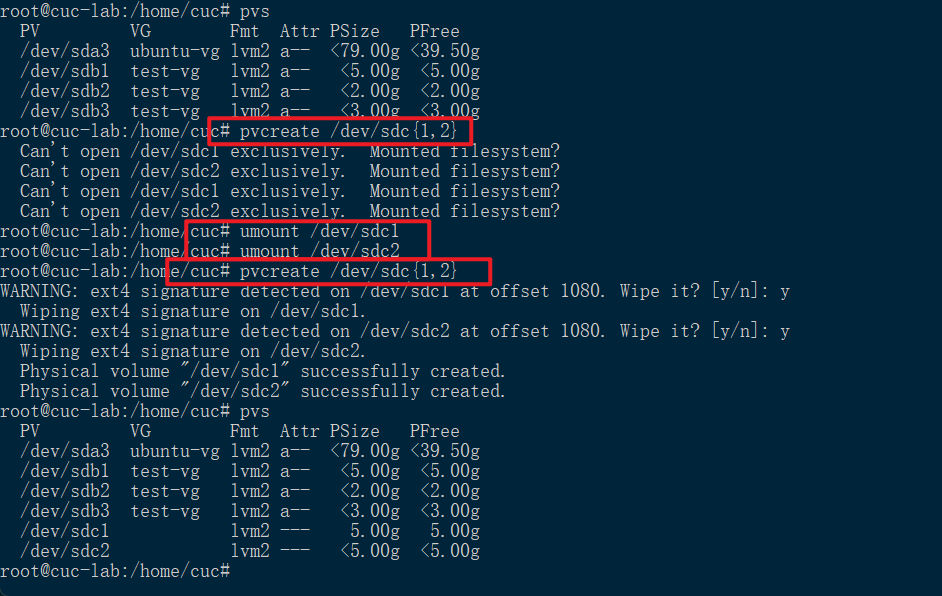 root@cuc-lab:/home/cuc# pvs
  PV         VG        Fmt  Attr PSize   PFree
  /dev/sda3  ubuntu-vg lvm2 a--  <79.00g <39.50g
  /dev/sdb1  test-vg   lvm2 a--   <5.00g  <5.00g
  /dev/sdb2  test-vg   lvm2 a--   <2.00g  <2.00g
  /dev/sdb3  test-vg   lvm2 a--   <3.00g  <3.00g
root@cuc-lab:/home/cuc# pvcreate /dev/sdc{1,2}
  Can't open /dev/sdc1 exclusively.  Mounted filesystem?
  Can't open /dev/sdc2 exclusively.  Mounted filesystem?
  Can't open /dev/sdc1 exclusively.  Mounted filesystem?
  Can't open /dev/sdc2 exclusively.  Mounted filesystem?
root@cuc-lab:/home/cuc# umount /dev/sdc1
root@cuc-lab:/home/cuc# umount /dev/sdc2
root@cuc-lab:/home/cuc# pvcreate /dev/sdc{1,2}
WARNING: ext4 signature detected on /dev/sdc1 at offset 1080. Wipe it? [y/n]: y
  Wiping ext4 signature on /dev/sdc1.
WARNING: ext4 signature detected on /dev/sdc2 at offset 1080. Wipe it? [y/n]: y
  Wiping ext4 signature on /dev/sdc2.
  Physical volume "/dev/sdc1" successfully created.
  Physical volume "/dev/sdc2" successfully created.
root@cuc-lab:/home/cuc# pvs
  PV         VG        Fmt  Attr PSize   PFree
  /dev/sda3  ubuntu-vg lvm2 a--  <79.00g <39.50g
  /dev/sdb1  test-vg   lvm2 a--   <5.00g  <5.00g
  /dev/sdb2  test-vg   lvm2 a--   <2.00g  <2.00g
  /dev/sdb3  test-vg   lvm2 a--   <3.00g  <3.00g
  /dev/sdc1            lvm2 ---    5.00g   5.00g
  /dev/sdc2            lvm2 ---   <5.00g  <5.00g
root@cuc-lab:/home/cuc#